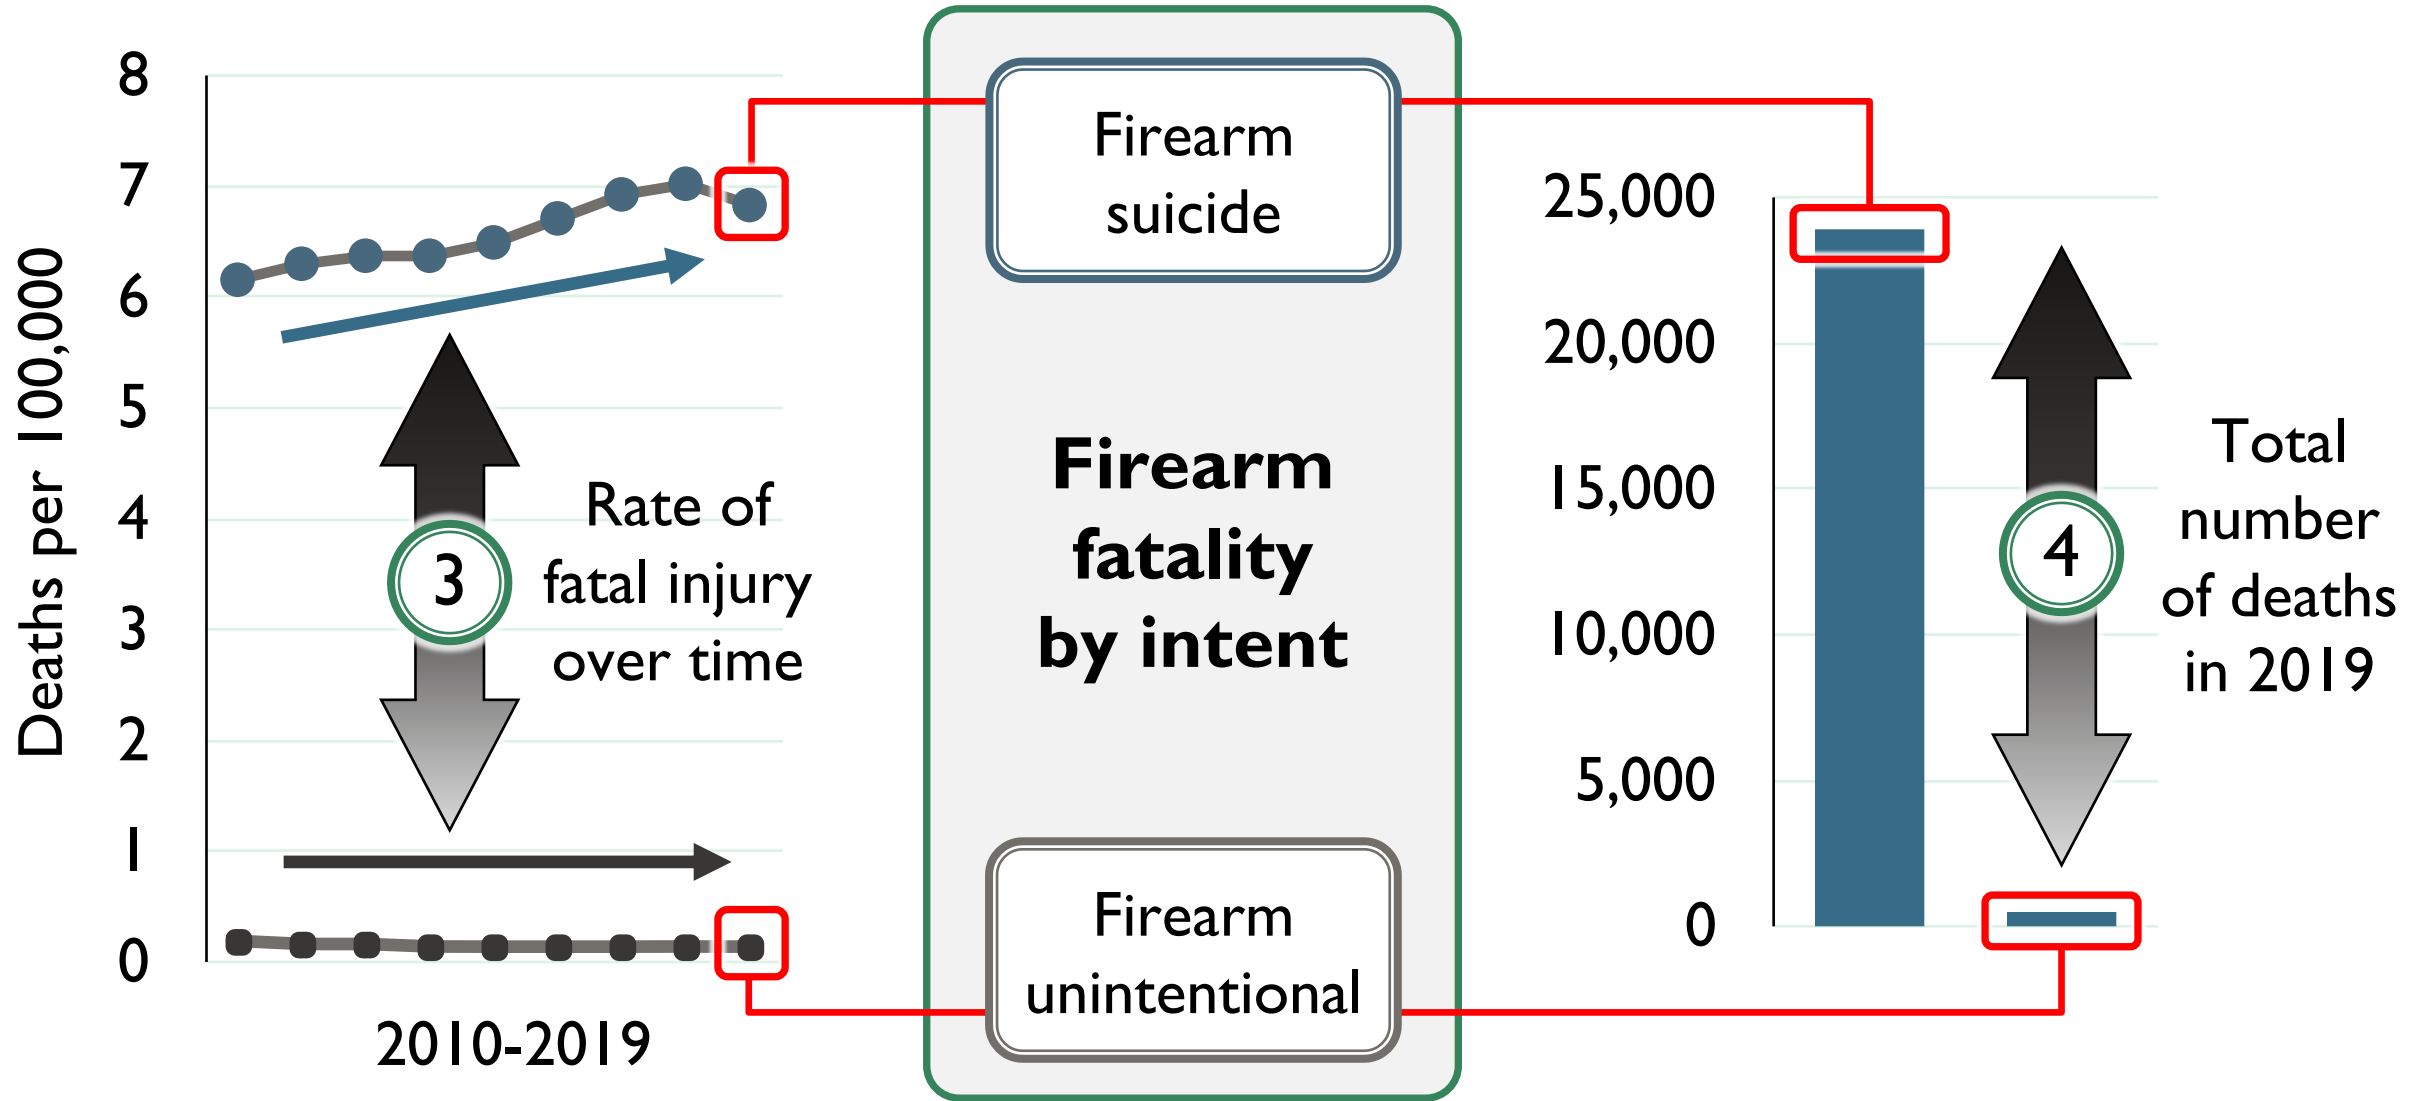 Deaths per 100,000
8
7
6
5
4
3
2
1
0
3
Rate of
fatal injury
over time
2010-2019
Firearm
suicide
Firearm
fatality
by intent
Firearm
unintentional
25,000
20,000
15,000
10,000
5,000
0
4
Total
number
of deaths
in 2019